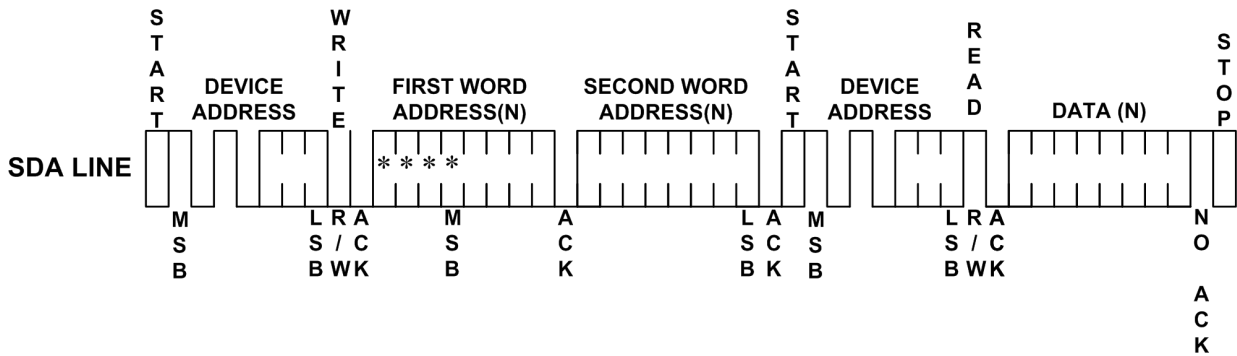 START
WRITE
START
READ
STOP
DEVICE
ADDRESS
FIRST WORD
ADDRESS(N)
SECOND WORD
ADDRESS(N)
DEVICE
ADDRESS
DATA (N)
SDA LINE
* * * *
MSB
LSB
R/W
ACK
MSB
ACK
LSB
ACK
MSB
LSB
R/W
ACK
NO ACK